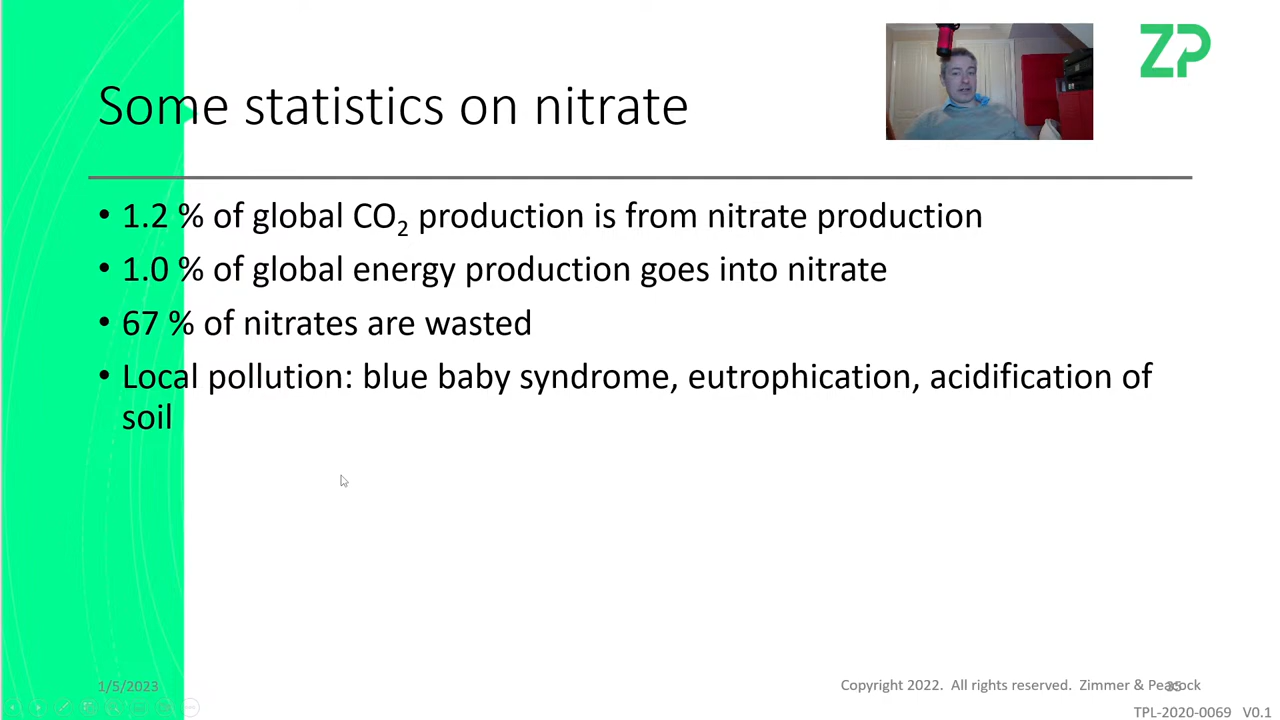 ZP
Some statistics on nitrate
• 1.2 % of global CO₂ production is from nitrate production
• 1.0 % of global energy production goes into nitrate
• 67 % of nitrates are wasted
• Local pollution: blue baby syndrome, eutrophication, acidification of
soil
1/5/2023
Copyright 2022. All rights reserved. Zimmer & Peacock
35
TPL-2020-0069 V0.1